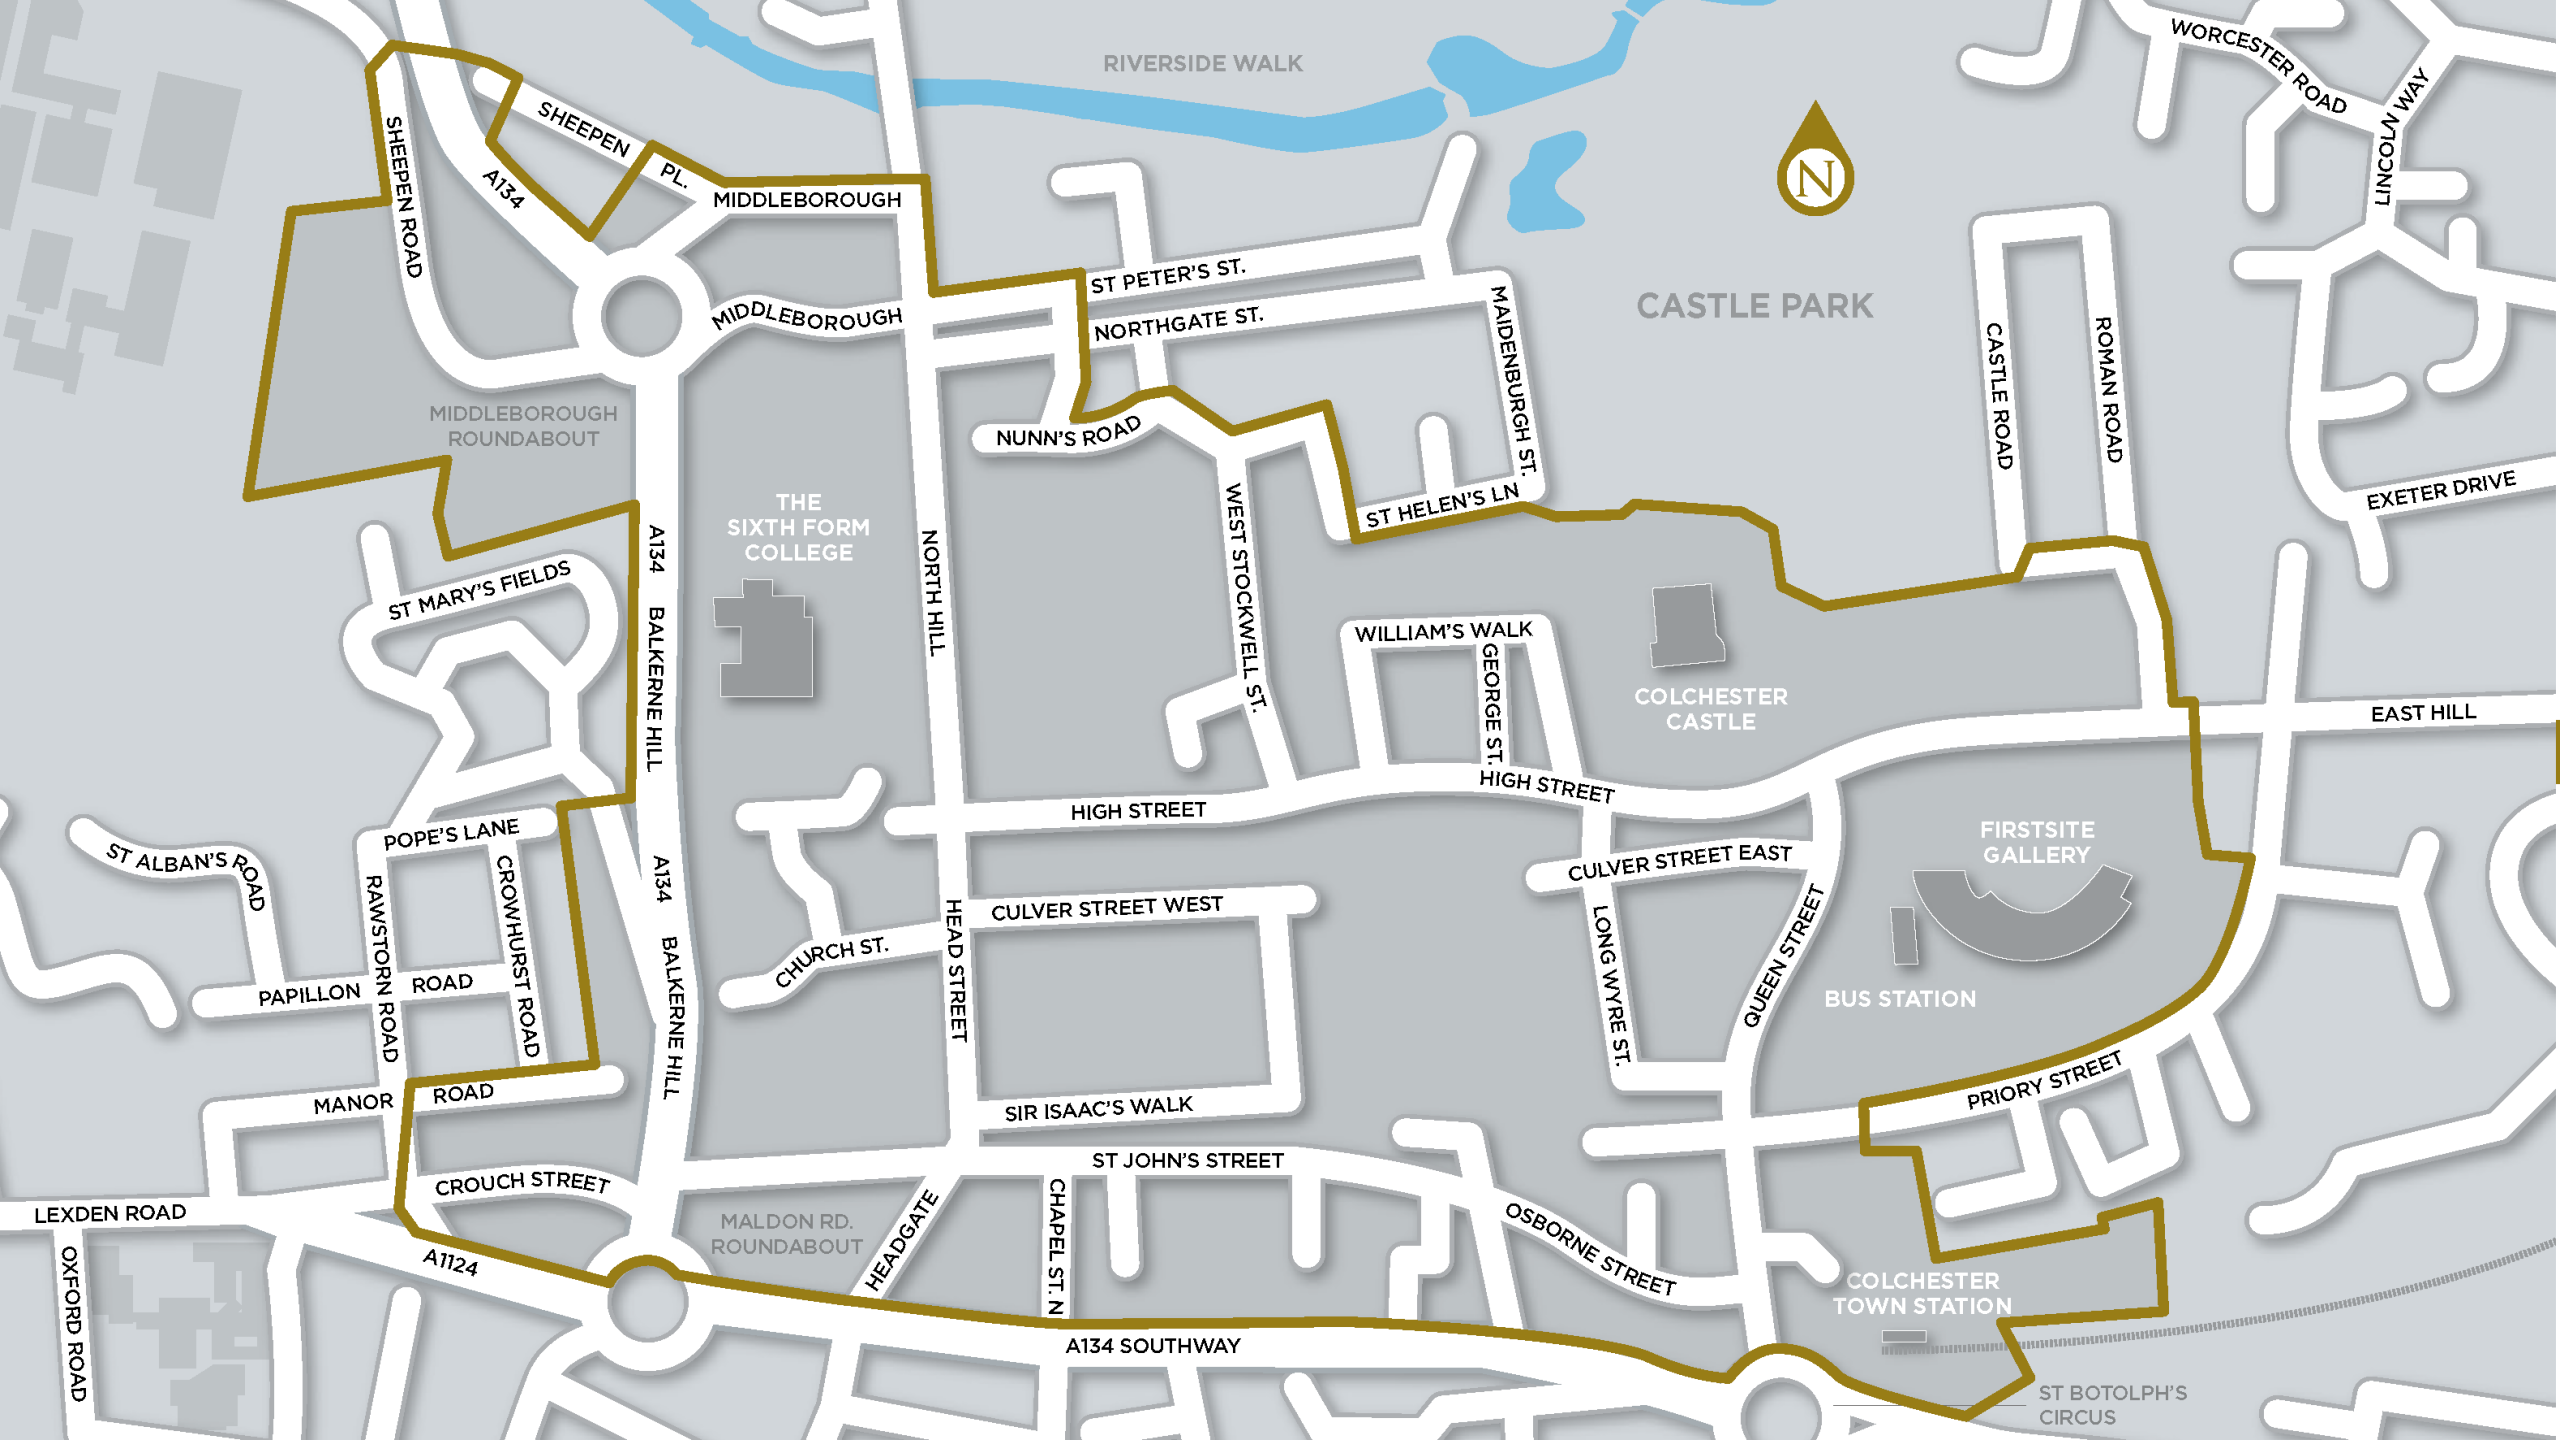 RIVERSIDE WALK
WORCESTER ROAD
LINCOLN WAY
SHEEPEN ROAD
A134
SHEEPEN
PL.
MIDDLEBOROUGH
N
ST PETER'S ST.
CASTLE PARK
MIDDLEBOROUGH
NORTHGATE ST.
MAIDENBURGH ST.
CASTLE ROAD
ROMAN ROAD
MIDDLEBOROUGH
ROUNDABOUT
NUNN'S ROAD
ST HELEN'S LN
EXETER DRIVE
THE
SIXTH FORM
COLLEGE
A134
BALKERNE HILL
NORTH HILL
WEST STOCKWELL ST.
ST MARY'S FIELDS
WILLIAM'S WALK
GEORGE ST.
COLCHESTER
CASTLE
EAST HILL
HIGH STREET
HIGH STREET
POPE'S LANE
ST ALBAN'S ROAD
CROWHURST ROAD
RAWSTORN ROAD
A134
BALKERNE HILL
CULVER STREET EAST
FIRSTSITE
GALLERY
CULVER STREET WEST
HEAD STREET
CHURCH ST.
LONG WYRE ST.
QUEEN STREET
BUS STATION
PAPILLON
ROAD
MANOR
ROAD
SIR ISAAC'S WALK
PRIORY STREET
ST JOHN'S STREET
CROUCH STREET
LEXDEN ROAD
MALDON RD.
ROUNDABOUT
HEADGATE
CHAPEL ST. N
OSBORNE STREET
A1124
OXFORD ROAD
COLCHESTER
TOWN STATION
A134 SOUTHWAY
ST BOTOLPH'S
CIRCUS